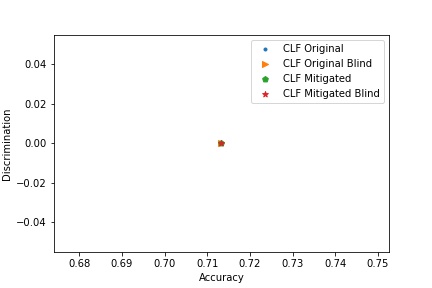 CLF Original
CLF Original Blind
CLF Mitigated
CLF Mitigated Blind
0.04
0.02
0.00
−0.02
−0.04
Discrimination
0.68 0.69 0.70 0.71 0.72 0.73 0.74 0.75
Accuracy